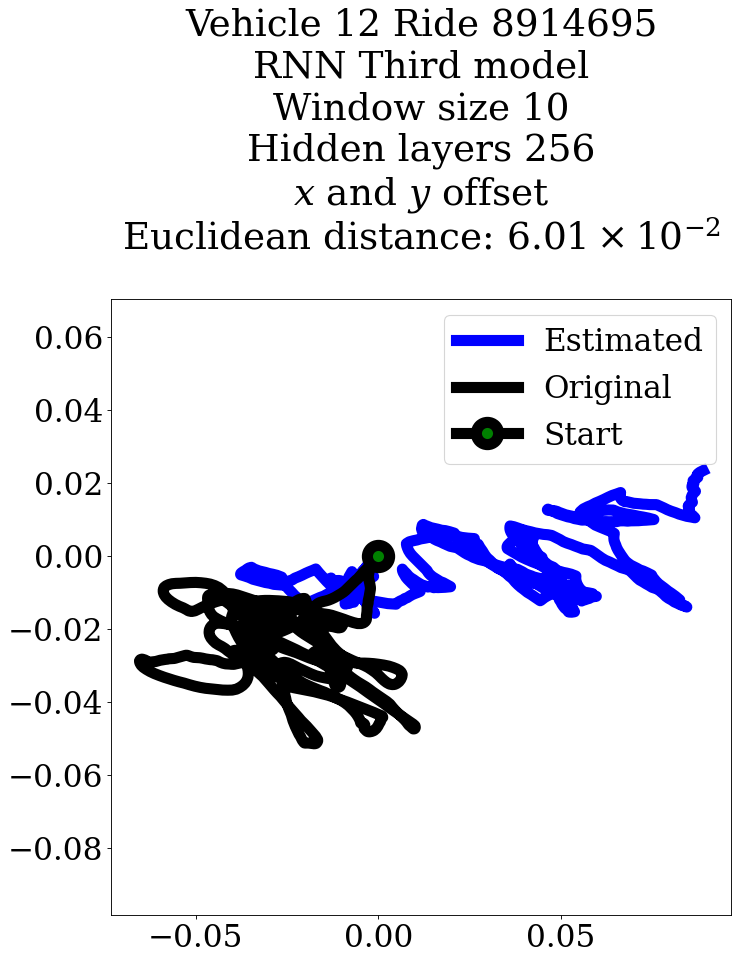 Vehicle 12 Ride 8914695
RNN Third model
Window size 10
Hidden layers 256
x and y offset
Euclidean distance: 6.01 × 10⁻²
Estimated
Original
Start
0.06
0.04
0.02
0.00
−0.02
−0.04
−0.06
−0.08
−0.05 0.00 0.05